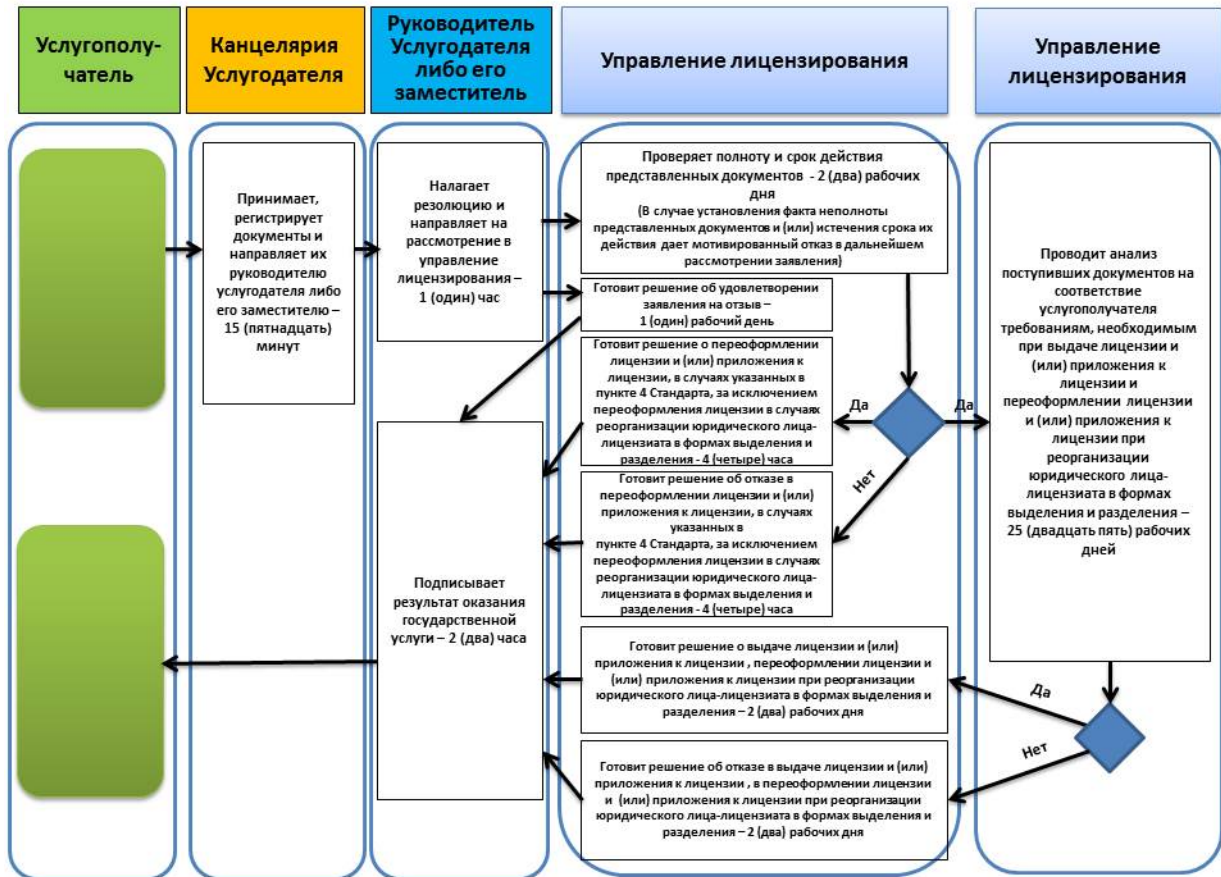 Услугополу-
чатель
Канцелярия
Услугодателя
Руководитель
Услугодателя
либо его
заместитель
Управление лицензирования
Управление
лицензирования
Принимает,
регистрирует
документы и
направляет их
руководителю
услугодателя либо
его заместителю –
15 (пятнадцать)
минут
Налагает
резолюцию и
направляет на
рассмотрение в
управление
лицензирования –
1 (один) час
Проверяет полноту и срок действия
представленных документов - 2 (два) рабочих
дня
(В случае установления факта неполноты
представленных документов и (или) истечения срока их
действия дает мотивированный отказ в дальнейшем
рассмотрении заявления)
Готовит решение об удовлетворении
заявления на отзыв –
1 (один) рабочий день
Готовит решение о переоформлении
лицензии и (или) приложения к
лицензии, в случаях указанных в
пункте 4 Стандарта, за исключением
переоформления лицензии в случаях
реорганизации юридического лица-
лицензиата в формах выделения и
разделения - 4 (четыре) часа
Да
Да
Нет
Готовит решение об отказе в
переоформлении лицензии и (или)
приложения к лицензии, в случаях
указанных в
пункте 4 Стандарта, за исключением
переоформления лицензии в случаях
реорганизации юридического лица-
лицензиата в формах выделения и
разделения - 4 (четыре) часа
Проводит анализ
поступивших документов на
соответствие
услугополучателя
требованиям, необходимым
при выдаче лицензии и
(или) приложения к
лицензии и
переоформлении лицензии
и (или) приложения к
лицензии при
реорганизации
юридического лица-
лицензиата в формах
выделения и разделения –
25 (двадцать пять) рабочих
дней
Подписывает
результат оказания
государственной
услуги – 2 (два) часа
Готовит решение о выдаче лицензии и (или)
приложения к лицензии , переоформлении лицензии и
(или) приложения к лицензии при реорганизации
юридического лица-лицензиата в формах выделения и
разделения – 2 (два) рабочих дня
Да
Нет
Готовит решение об отказе в выдаче лицензии и (или)
приложения к лицензии , в переоформлении лицензии
и (или) приложения к лицензии при реорганизации
юридического лица-лицензиата в формах выделения и
разделения – 2 (два) рабочих дня